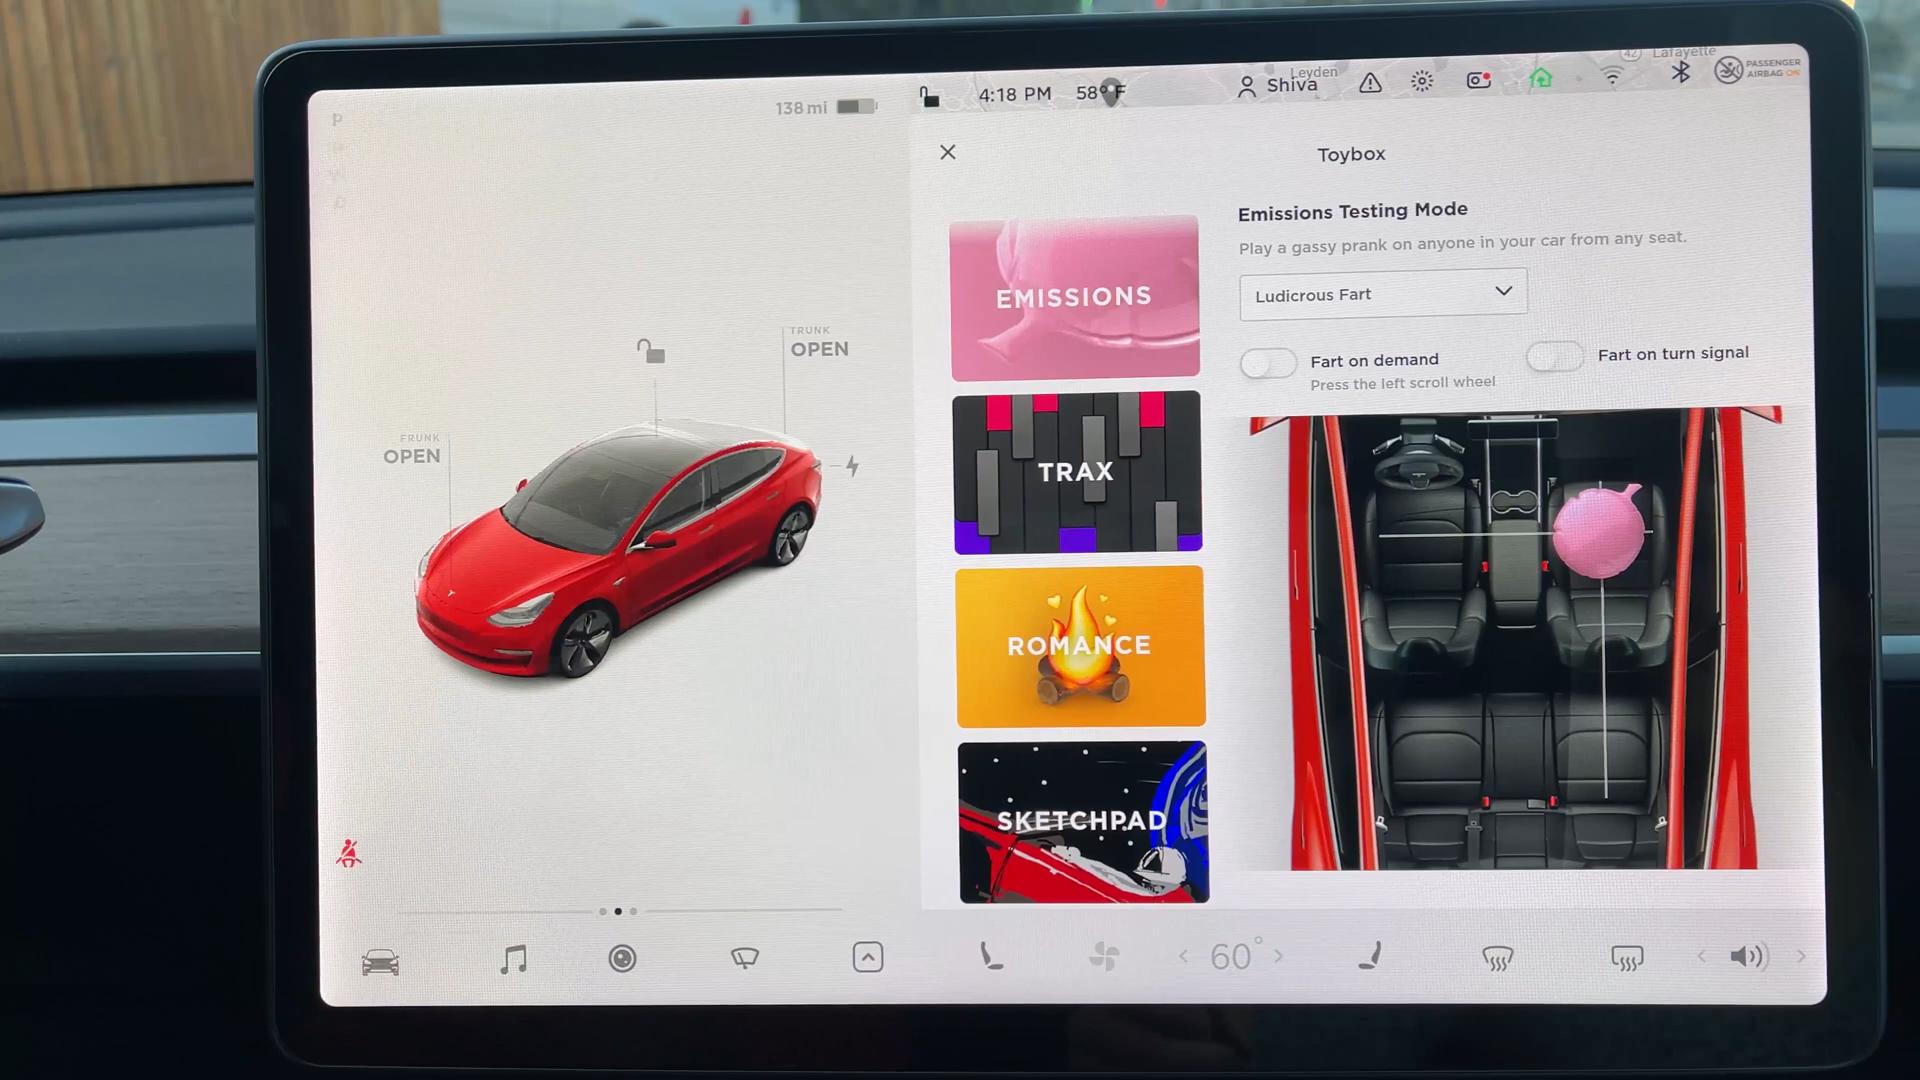 42 Lafayette
Leyden
138 mi
4:18 PM 58° F
Shiva
PASSENGER
AIRBAG ON
P
R
N
D
Toybox
Emissions Testing Mode
Play a gassy prank on anyone in your car from any seat.
Ludicrous Fart
Fart on demand
Press the left scroll wheel
Fart on turn signal
EMISSIONS
TRAX
ROMANCE
SKETCHPAD
TRUNK
OPEN
FRUNK
OPEN
60°